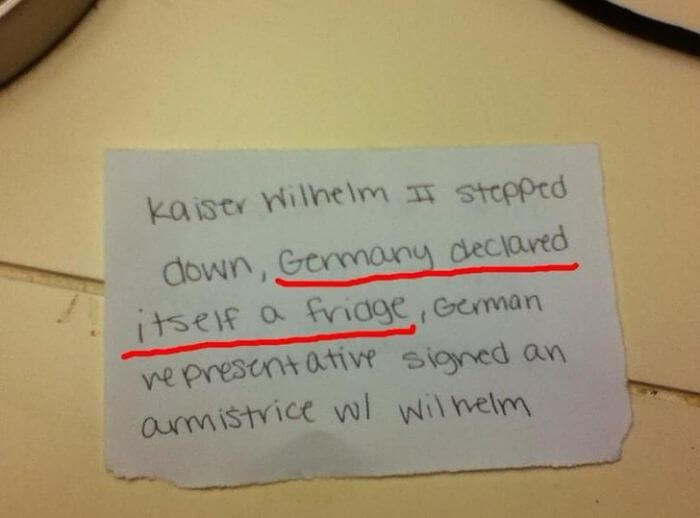 Kaiser Wilhelm II stepped
down, Germany declared
itself a fridge, German
representative signed an
armistrice w/ Wilhelm